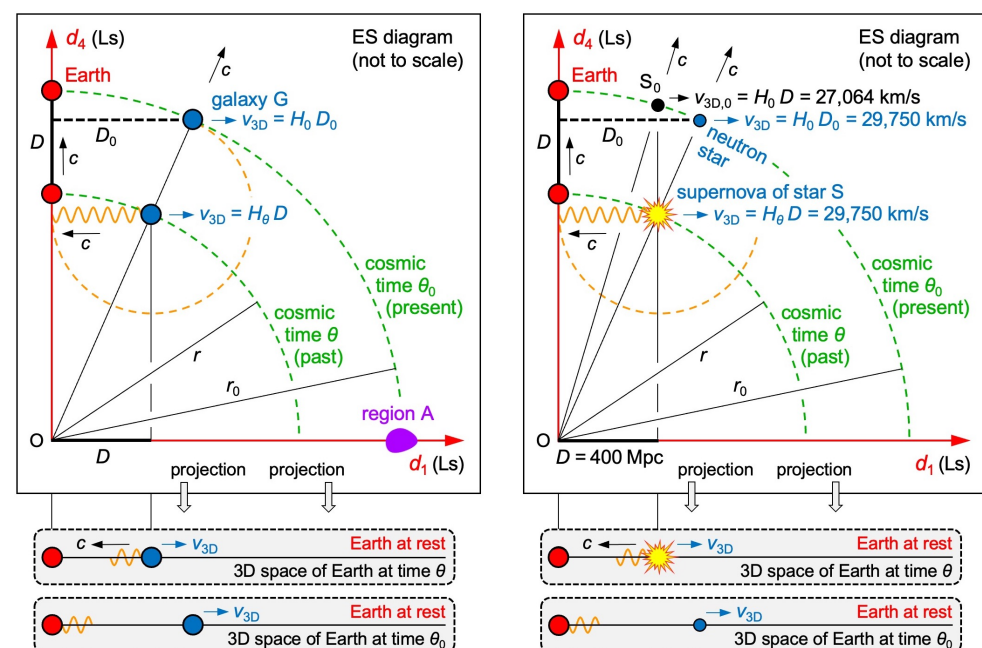 d₄ (Ls)
ES diagram
(not to scale)
Earth
c
galaxy G
v₃D = H₀ D₀
D₀
D
c
v₃D = Hθ D
c
cosmic
time θ₀
(present)
cosmic
time θ
(past)
r
r₀
region A
O
D
d₁ (Ls)
projection
projection
c
v₃D
Earth at rest
3D space of Earth at time θ
v₃D
Earth at rest
3D space of Earth at time θ₀
d₄ (Ls)
ES diagram
(not to scale)
Earth
c
c
S₀
v₃D,₀ = H₀ D = 27,064 km/s
v₃D = H₀ D₀ = 29,750 km/s
D₀
neutron
star
D
c
supernova of star S
v₃D = Hθ D = 29,750 km/s
c
cosmic
time θ₀
(present)
cosmic
time θ
(past)
r
r₀
O
D = 400 Mpc
d₁ (Ls)
projection
projection
c
v₃D
Earth at rest
3D space of Earth at time θ
v₃D
Earth at rest
3D space of Earth at time θ₀